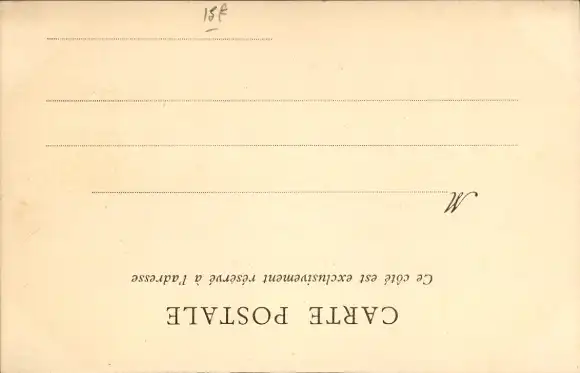 CARTE POSTALE
Ce côté est exclusivement réservé à l'adresse
M
15f